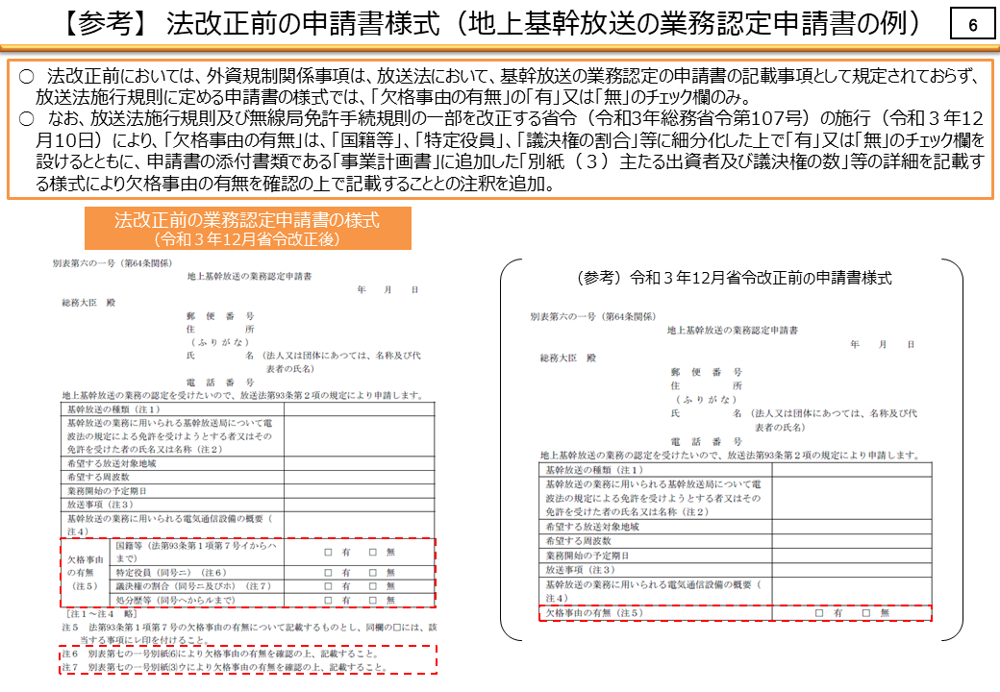 【参考】 法改正前の申請書様式（地上基幹放送の業務認定申請書の例）
6
○　法改正前においては、外資規制関係事項は、放送法において、基幹放送の業務認定の申請書の記載事項として規定されておらず、
放送法施行規則に定める申請書の様式では、「欠格事由の有無」の「有」又は「無」のチェック欄のみ。
○　なお、放送法施行規則及び無線局免許手続規則の一部を改正する省令（令和3年総務省令第107号）の施行（令和３年12
月10日）により、「欠格事由の有無」は、「国籍等」、「特定役員」、「議決権の割合」等に細分化した上で「有」又は「無」のチェック欄を
設けるとともに、申請書の添付書類である「事業計画書」に追加した「別紙（３）主たる出資者及び議決権の数」等の詳細を記載す
る様式により欠格事由の有無を確認の上で記載することとの注釈を追加。
法改正前の業務認定申請書の様式
（令和３年12月省令改正後）
別表第六の一号（第64条関係）
地上基幹放送の業務認定申請書
年　月　日
総務大臣　殿
郵便番号
住所
（ふりがな）
氏名（法人又は団体にあつては、名称及び代
表者の氏名）
電話番号
地上基幹放送の業務の認定を受けたいので、放送法第93条第２項の規定により申請します。
基幹放送の種類（注１）
基幹放送の業務に用いられる基幹放送局について電
波法の規定による免許を受けようとする者又はその
免許を受けた者の氏名又は名称（注２）
希望する放送対象地域
希望する周波数
業務開始の予定期日
放送事項（注３）
基幹放送の業務に用いられる電気通信設備の概要（
注４）
欠格事由
の有無
（注５）
国籍等（法第93条第１項第７号イからハ
まで）
□　有　□　無
特定役員（同号ニ）（注６）
□　有　□　無
議決権の割合（同号ニ及びホ）（注７）
□　有　□　無
処分歴等（同号ヘからルまで）
□　有　□　無
［注１～注４　略］
注５　法第93条第１項第７号の欠格事由の有無について記載するものとし、同欄の□には、該
当する事項にレ印を付けること。
注６　別表第七の一号別紙(6)により欠格事由の有無を確認の上、記載すること。
注７　別表第七の一号別紙(3)ウにより欠格事由の有無を確認の上、記載すること。
（参考）令和３年12月省令改正前の申請書様式
別表第六の一号（第64条関係）
地上基幹放送の業務認定申請書
年　月　日
総務大臣　殿
郵便番号
住所
（ふりがな）
氏名（法人又は団体にあつては、名称及び代
表者の氏名）
電話番号
地上基幹放送の業務の認定を受けたいので、放送法第93条第２項の規定により申請します。
基幹放送の種類（注１）
基幹放送の業務に用いられる基幹放送局について電
波法の規定による免許を受けようとする者又はその
免許を受けた者の氏名又は名称（注２）
希望する放送対象地域
希望する周波数
業務開始の予定期日
放送事項（注３）
基幹放送の業務に用いられる電気通信設備の概要（
注４）
欠格事由の有無（注５）
□　有　□　無